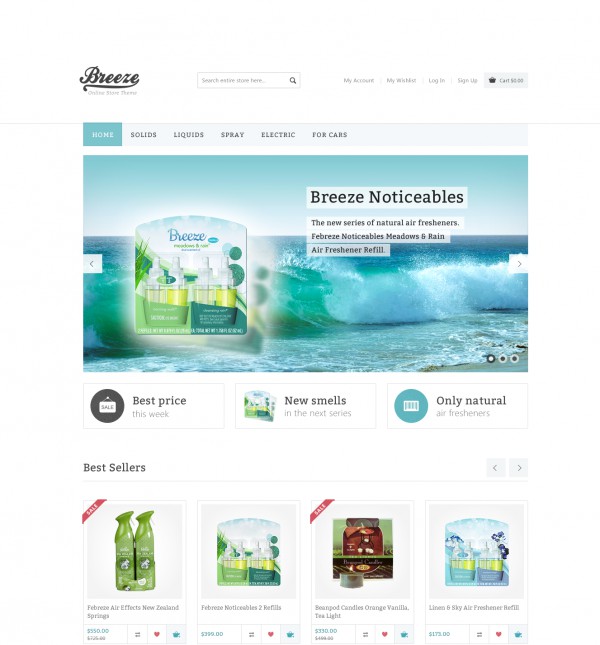 Breeze
Online Store Theme
Search entire store here...
My Account
My Wishlist
Log In
Sign Up
Cart $0.00
HOME
SOLIDS
LIQUIDS
SPRAY
ELECTRIC
FOR CARS
Breeze Noticeables
The new series of natural air fresheners.
Febreze Noticeables Meadows & Rain
Air Freshener Refill.
Breeze
meadows & rain
SALE
Best price
this week
New smells
in the next series
Only natural
air fresheners
Best Sellers
SALE
SALE
Beanpod Candles
Febreze Air Effects New Zealand
Springs
$550.00
$725.00
Febreze Noticeables 2 Refills
$399.00
Beanpod Candles Orange Vanilla,
Tea Light
$330.00
$499.00
Linen & Sky Air Freshener Refill
$175.00